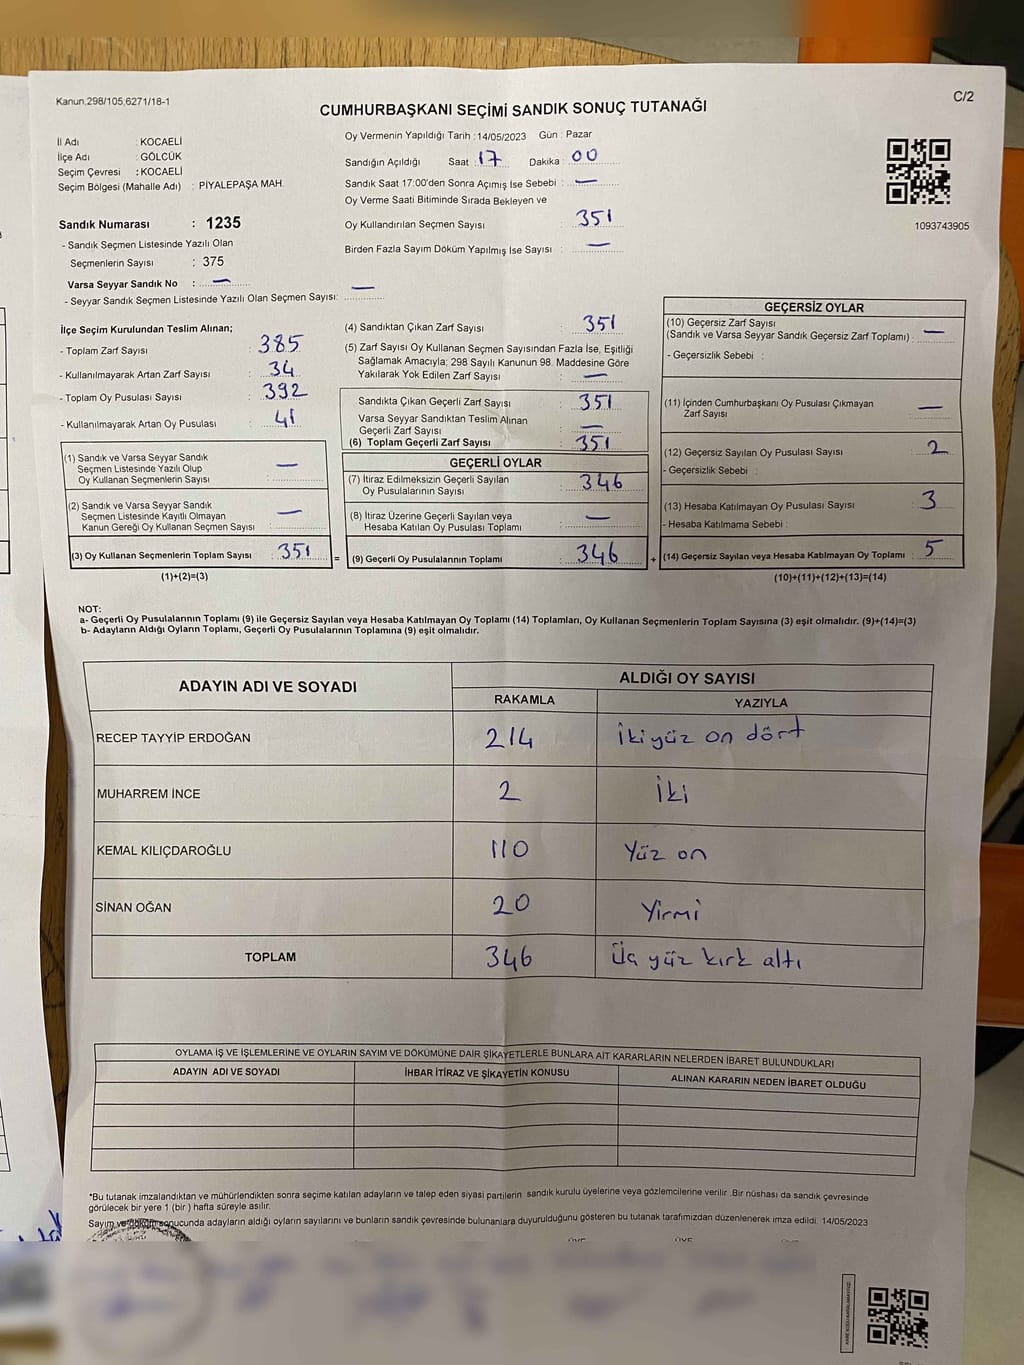 Kanun,298/105,6271/18-1
C/2
CUMHURBAŞKANI SEÇİMİ SANDIK SONUÇ TUTANAĞI
İl Adı : KOCAELİ
İlçe Adı : GÖLCÜK
Seçim Çevresi : KOCAELİ
Seçim Bölgesi (Mahalle Adı) : PİYALEPAŞA MAH.
Sandık Numarası : 1235
- Sandık Seçmen Listesinde Yazılı Olan
Seçmenlerin Sayısı : 375
Varsa Seyyar Sandık No : —
- Seyyar Sandık Seçmen Listesinde Yazılı Olan Seçmen Sayısı: —
Oy Vermenin Yapıldığı Tarih : 14/05/2023 Gün : Pazar
Sandığın Açıldığı Saat : 17 Dakika : 00
Sandık Saat 17:00'den Sonra Açımış İse Sebebi : —
Oy Verme Saati Bitiminde Sırada Bekleyen ve
Oy Kullandırılan Seçmen Sayısı : 351
Birden Fazla Sayım Döküm Yapılmış İse Sayısı : —
1093743905
İlçe Seçim Kurulundan Teslim Alınan;
- Toplam Zarf Sayısı : 385
- Kullanılmayarak Artan Zarf Sayısı : 34
- Toplam Oy Pusulası Sayısı : 392
- Kullanılmayarak Artan Oy Pusulası : 41
(1) Sandık ve Varsa Seyyar Sandık
Seçmen Listesinde Yazılı Olup
Oy Kullanan Seçmenlerin Sayısı : —
(2) Sandık ve Varsa Seyyar Sandık
Seçmen Listesinde Kayıtlı Olmayan
Kanun Gereği Oy Kullanan Seçmen Sayısı : —
(3) Oy Kullanan Seçmenlerin Toplam Sayısı : 351
(1)+(2)=(3)
=
(4) Sandıktan Çıkan Zarf Sayısı : 351
(5) Zarf Sayısı Oy Kullanan Seçmen Sayısından Fazla İse, Eşitliği
Sağlamak Amacıyla; 298 Sayılı Kanunun 98. Maddesine Göre
Yakılarak Yok Edilen Zarf Sayısı : —
Sandıkta Çıkan Geçerli Zarf Sayısı : 351
Varsa Seyyar Sandıktan Teslim Alınan
Geçerli Zarf Sayısı : —
(6) Toplam Geçerli Zarf Sayısı : 351
GEÇERLİ OYLAR
(7) İtiraz Edilmeksizin Geçerli Sayılan
Oy Pusulalarının Sayısı : 346
(8) İtiraz Üzerine Geçerli Sayılan veya
Hesaba Katılan Oy Pusulası Toplamı : —
(9) Geçerli Oy Pusulalarının Toplamı : 346
+
GEÇERSİZ OYLAR
(10) Geçersiz Zarf Sayısı
(Sandık ve Varsa Seyyar Sandık Geçersiz Zarf Toplamı) : —
- Geçersizlik Sebebi :
(11) İçinden Cumhurbaşkanı Oy Pusulası Çıkmayan
Zarf Sayısı : —
(12) Geçersiz Sayılan Oy Pusulası Sayısı : 2
- Geçersizlik Sebebi :
(13) Hesaba Katılmayan Oy Pusulası Sayısı : 3
- Hesaba Katılmama Sebebi :
(14) Geçersiz Sayılan veya Hesaba Katılmayan Oy Toplamı : 5
(10)+(11)+(12)+(13)=(14)
NOT:
a- Geçerli Oy Pusulalarının Toplamı (9) ile Geçersiz Sayılan veya Hesaba Katılmayan Oy Toplamı (14) Toplamları, Oy Kullanan Seçmenlerin Toplam Sayısına (3) eşit olmalıdır. (9)+(14)=(3)
b- Adayların Aldığı Oyların Toplamı, Geçerli Oy Pusulalarının Toplamına (9) eşit olmalıdır.
ADAYIN ADI VE SOYADI
ALDIĞI OY SAYISI
RAKAMLA YAZIYLA
RECEP TAYYİP ERDOĞAN 214 İkiyüz on dört
MUHARREM İNCE 2 İki
KEMAL KILIÇDAROĞLU 110 Yüz on
SİNAN OĞAN 20 Yirmi
TOPLAM 346 Üç yüz kırk altı
OYLAMA İŞ VE İŞLEMLERİNE VE OYLARIN SAYIM VE DÖKÜMÜNE DAİR ŞİKAYETLERLE BUNLARA AİT KARARLARIN NELERDEN İBARET BULUNDUKLARI
ADAYIN ADI VE SOYADI İHBAR İTİRAZ VE ŞİKAYETİN KONUSU ALINAN KARARIN NEDEN İBARET OLDUĞU
*Bu tutanak imzalandıktan ve mühürlendikten sonra seçime katılan adayların ve talep eden siyasi partilerin sandık kurulu üyelerine veya gözlemcilerine verilir .Bir nüshası da sandık çevresinde
görülecek bir yere 1 (bir ) hafta süreyle asılır.
Sayım ve döküm sonucunda adayların aldığı oyların sayılarını ve bunların sandık çevresinde bulunanlara duyurulduğunu gösteren bu tutanak tarafımızdan düzenlenerek imza edildi. 14/05/2023
ÜYE ÜYE